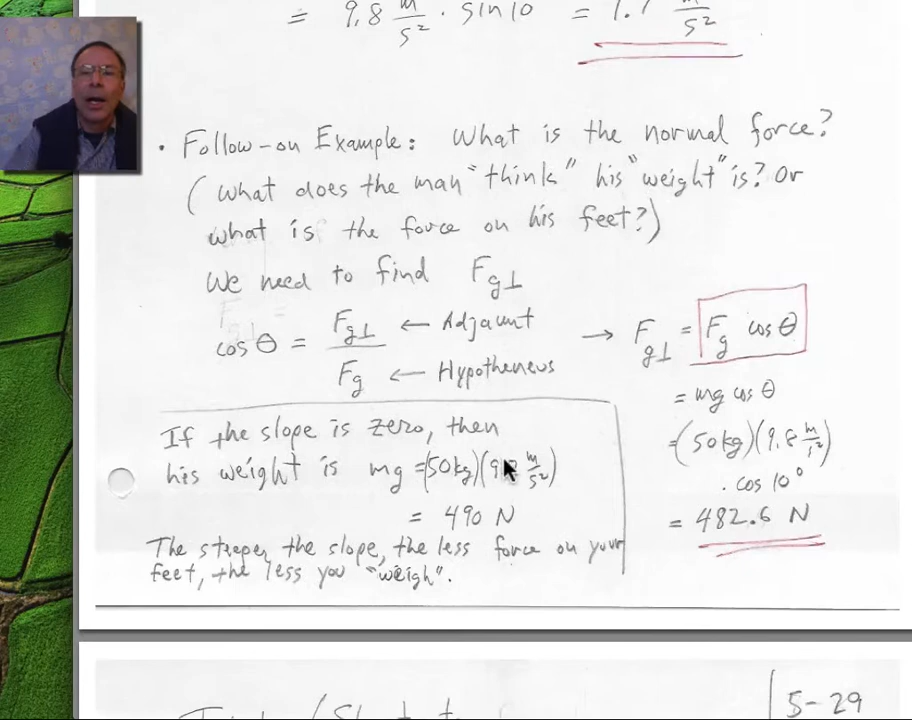 = 9.8 m/s² · sin 10 = 1.7 m/s²
• Follow-on Example: What is the normal force?
(What does the man "think" his "weight" is? Or
what is the force on his feet?)
We need to find Fg⊥
cos θ = Fg⊥ ← Adjacent
Fg ← Hypotheneus
→ Fg⊥ = Fg cos θ
= mg cos θ
=(50kg)(9.8 m/s²)
· cos 10°
= 482.6 N
If the slope is zero, then
his weight is mg =(50kg)(9.8 m/s²)
= 490 N
The steeper the slope, the less force on your
feet, the less you "weigh".
5-29